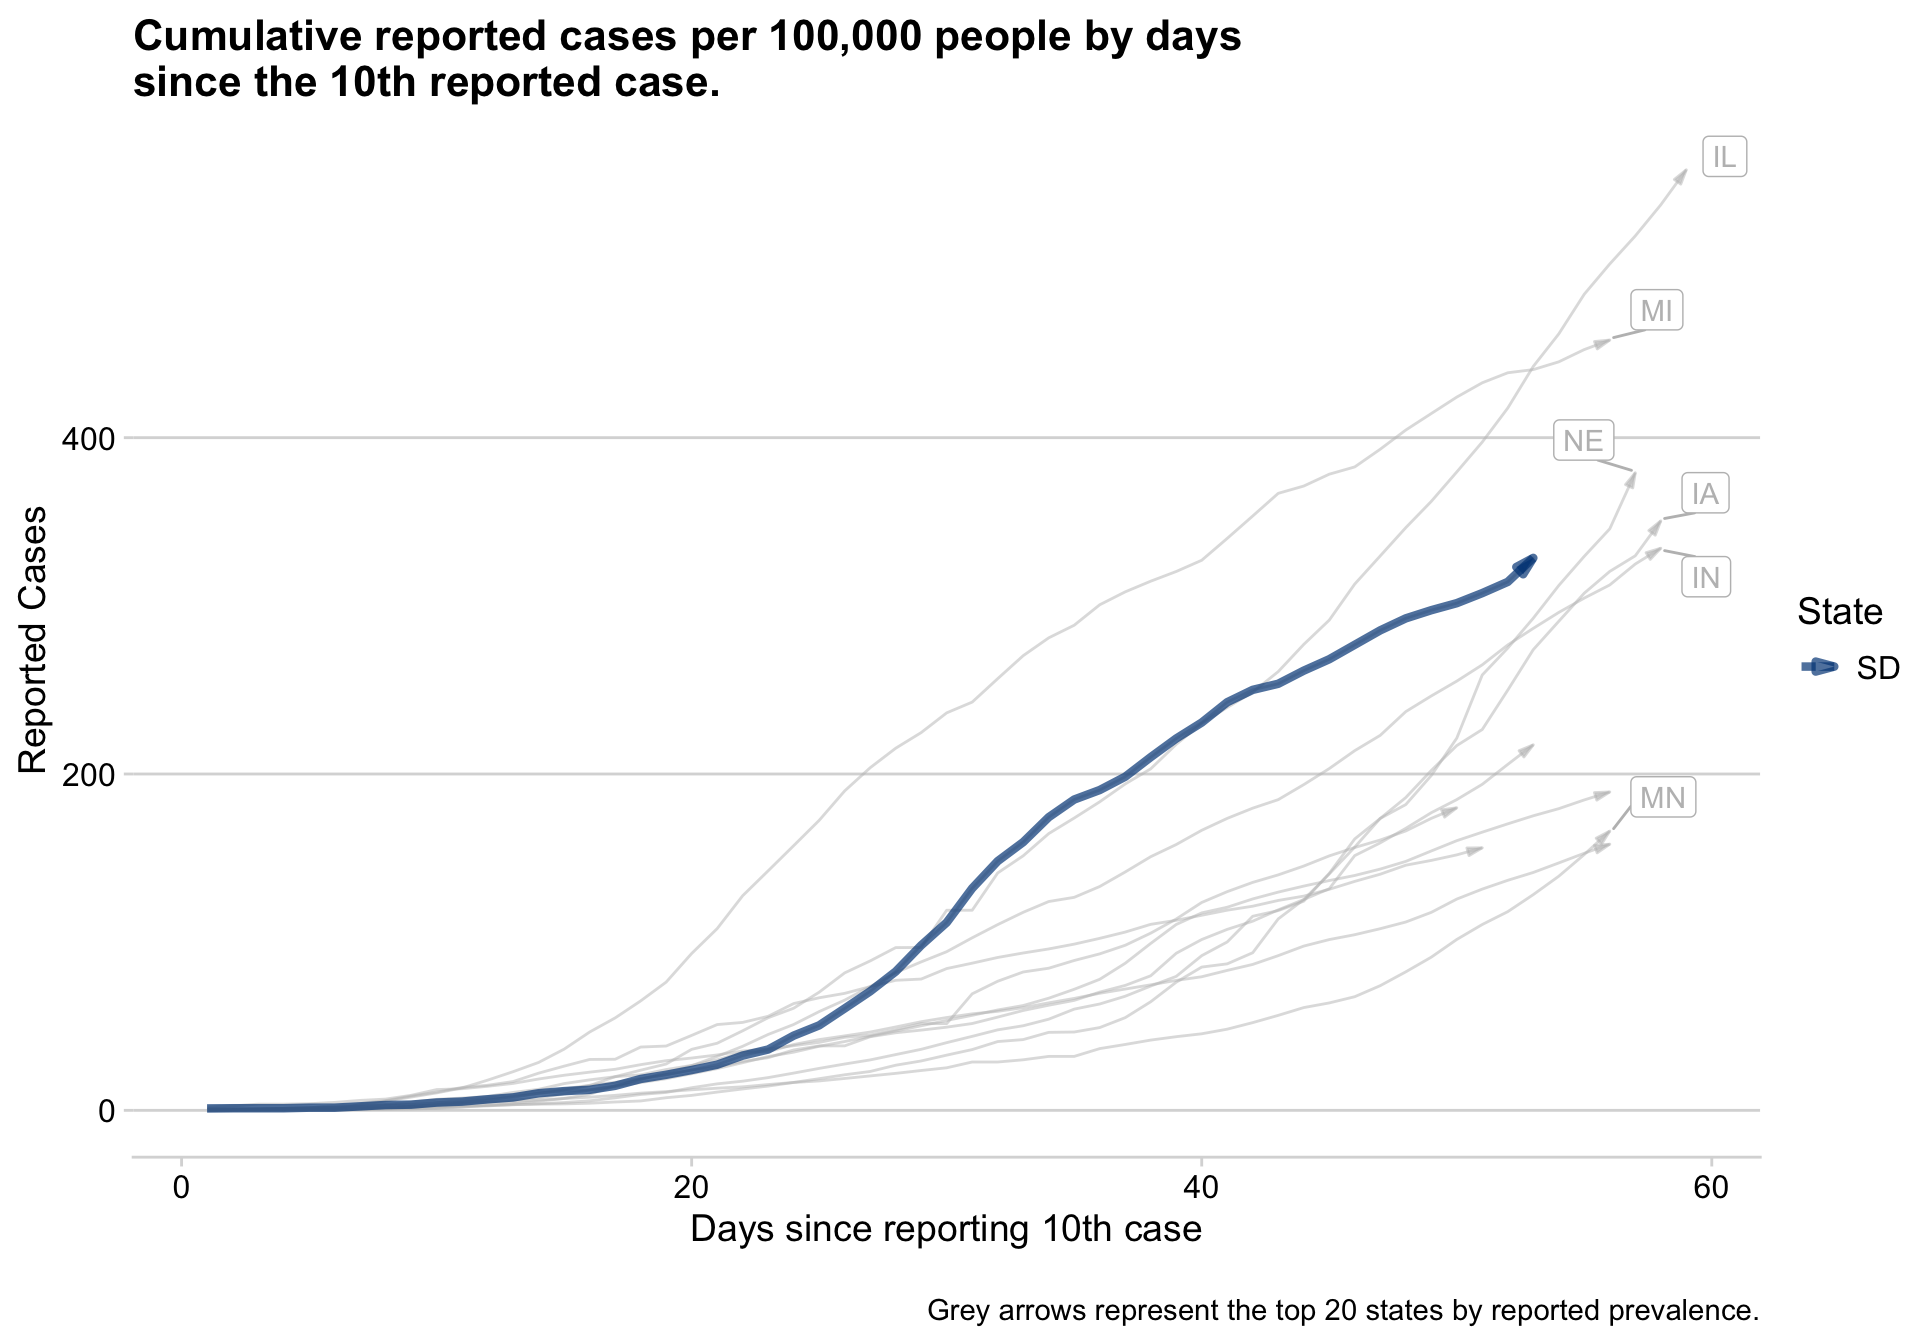 Cumulative reported cases per 100,000 people by days
since the 10th reported case.
IL
MI
400
NE
IA
IN
Reported Cases
State
SD
200
MN
0
0 20 40 60
Days since reporting 10th case
Grey arrows represent the top 20 states by reported prevalence.